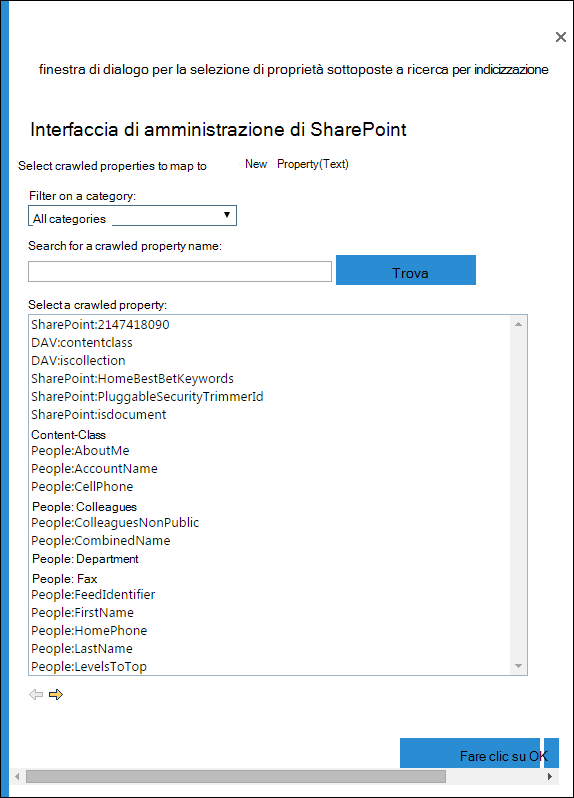 finestra di dialogo per la selezione di proprietà sottoposte a ricerca per indicizzazione
Interfaccia di amministrazione di SharePoint
Select crawled properties to map to New Property(Text)
Filter on a category:
All categories
Search for a crawled property name:
Trova
Select a crawled property:
SharePoint:2147418090
DAV:contentclass
DAV:iscollection
SharePoint:HomeBestBetKeywords
SharePoint:PluggableSecurityTrimmerId
SharePoint:isdocument
Content-Class
People:AboutMe
People:AccountName
People:CellPhone
People: Colleagues
People:ColleaguesNonPublic
People:CombinedName
People: Department
People: Fax
People:FeedIdentifier
People:FirstName
People:HomePhone
People:LastName
People:LevelsToTop
Fare clic su OK